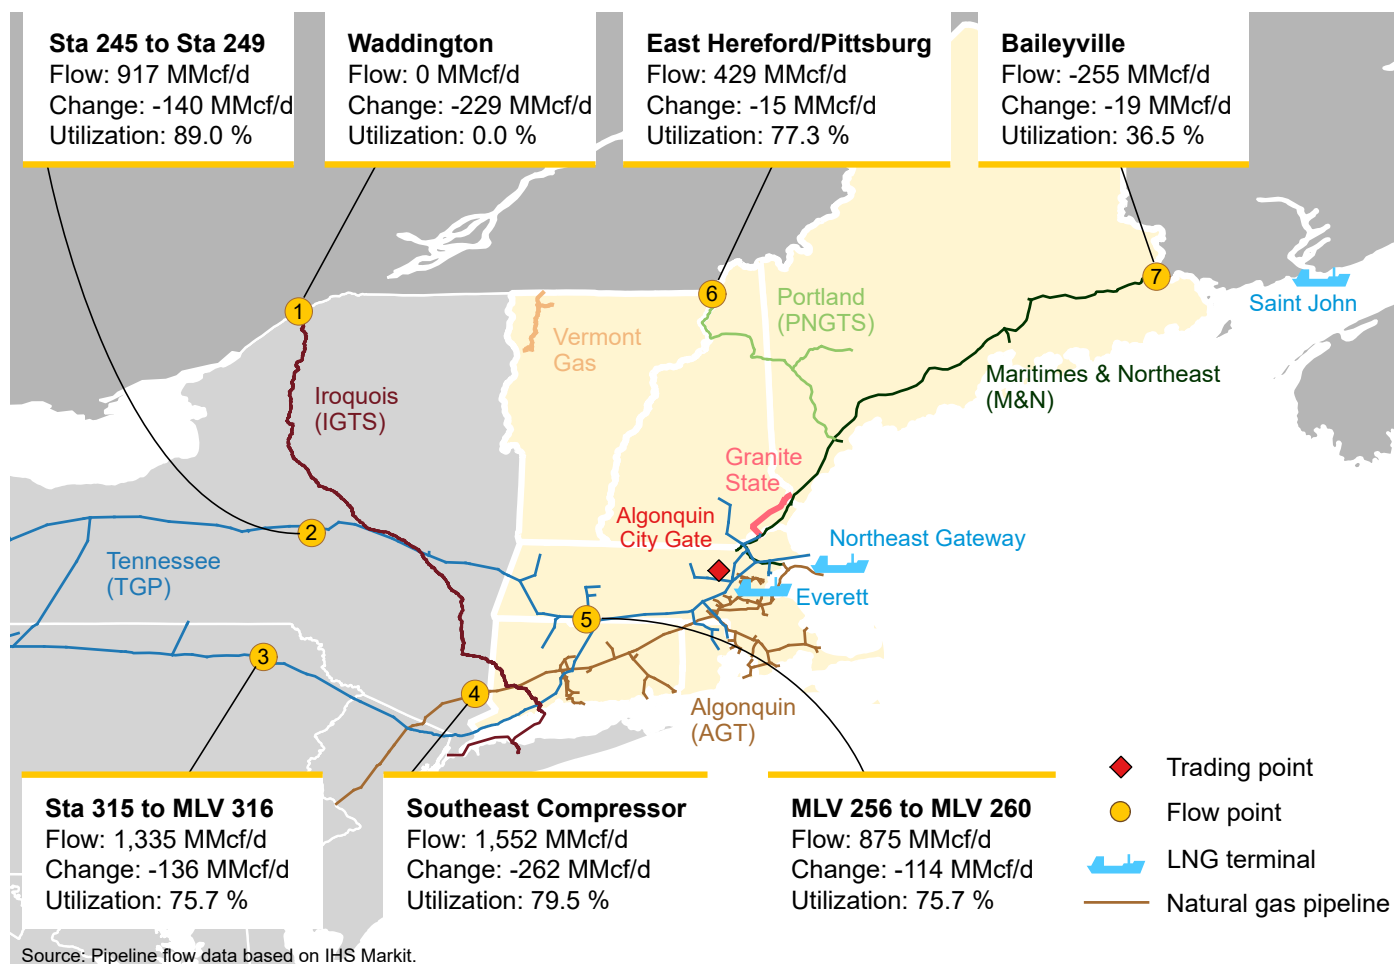 Sta 245 to Sta 249
Flow: 917 MMcf/d
Change: -140 MMcf/d
Utilization: 89.0 %
Waddington
Flow: 0 MMcf/d
Change: -229 MMcf/d
Utilization: 0.0 %
East Hereford/Pittsburg
Flow: 429 MMcf/d
Change: -15 MMcf/d
Utilization: 77.3 %
Baileyville
Flow: -255 MMcf/d
Change: -19 MMcf/d
Utilization: 36.5 %
1
6
7
Saint John
Vermont
Gas
Portland
(PNGTS)
Maritimes & Northeast
(M&N)
Iroquois
(IGTS)
Granite
State
Algonquin
City Gate
2
Northeast Gateway
Tennessee
(TGP)
Everett
5
3
4
Algonquin
(AGT)
Sta 315 to MLV 316
Flow: 1,335 MMcf/d
Change: -136 MMcf/d
Utilization: 75.7 %
Southeast Compressor
Flow: 1,552 MMcf/d
Change: -262 MMcf/d
Utilization: 79.5 %
MLV 256 to MLV 260
Flow: 875 MMcf/d
Change: -114 MMcf/d
Utilization: 75.7 %
Trading point
Flow point
LNG terminal
Natural gas pipeline
Source: Pipeline flow data based on IHS Markit.